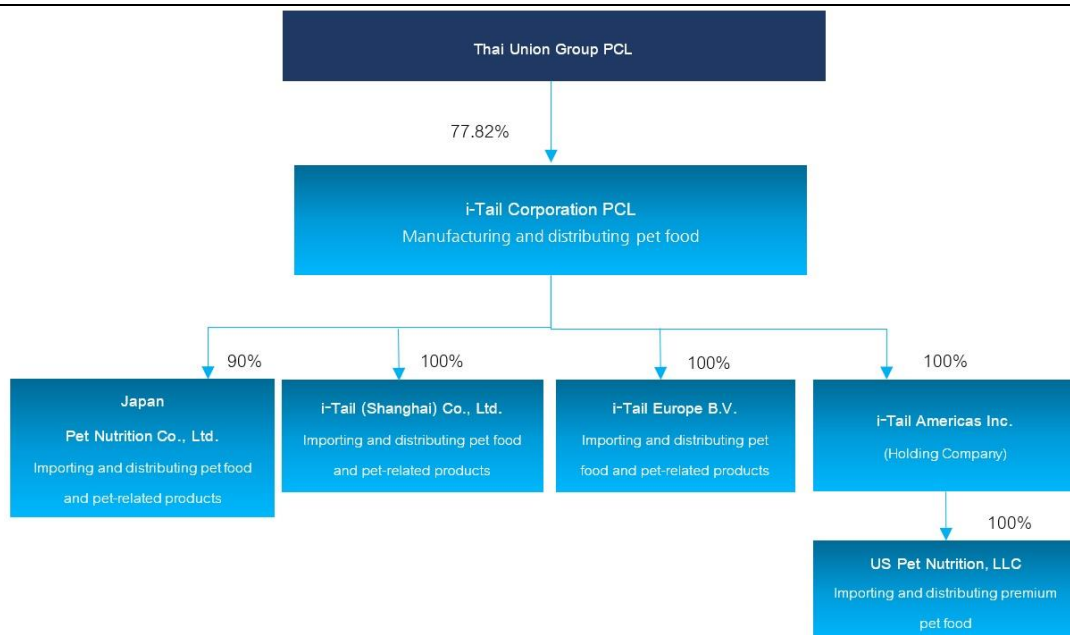 Thai Union Group PCL
77.82%
i-Tail Corporation PCL
Manufacturing and distributing pet food
90%
100%
100%
100%
Japan
Pet Nutrition Co., Ltd.
Importing and distributing pet food
and pet-related products
i-Tail (Shanghai) Co., Ltd.
Importing and distributing pet food
and pet-related products
i-Tail Europe B.V.
Importing and distributing pet
food and pet-related products
i-Tail Americas Inc.
(Holding Company)
100%
US Pet Nutrition, LLC
Importing and distributing premium
pet food